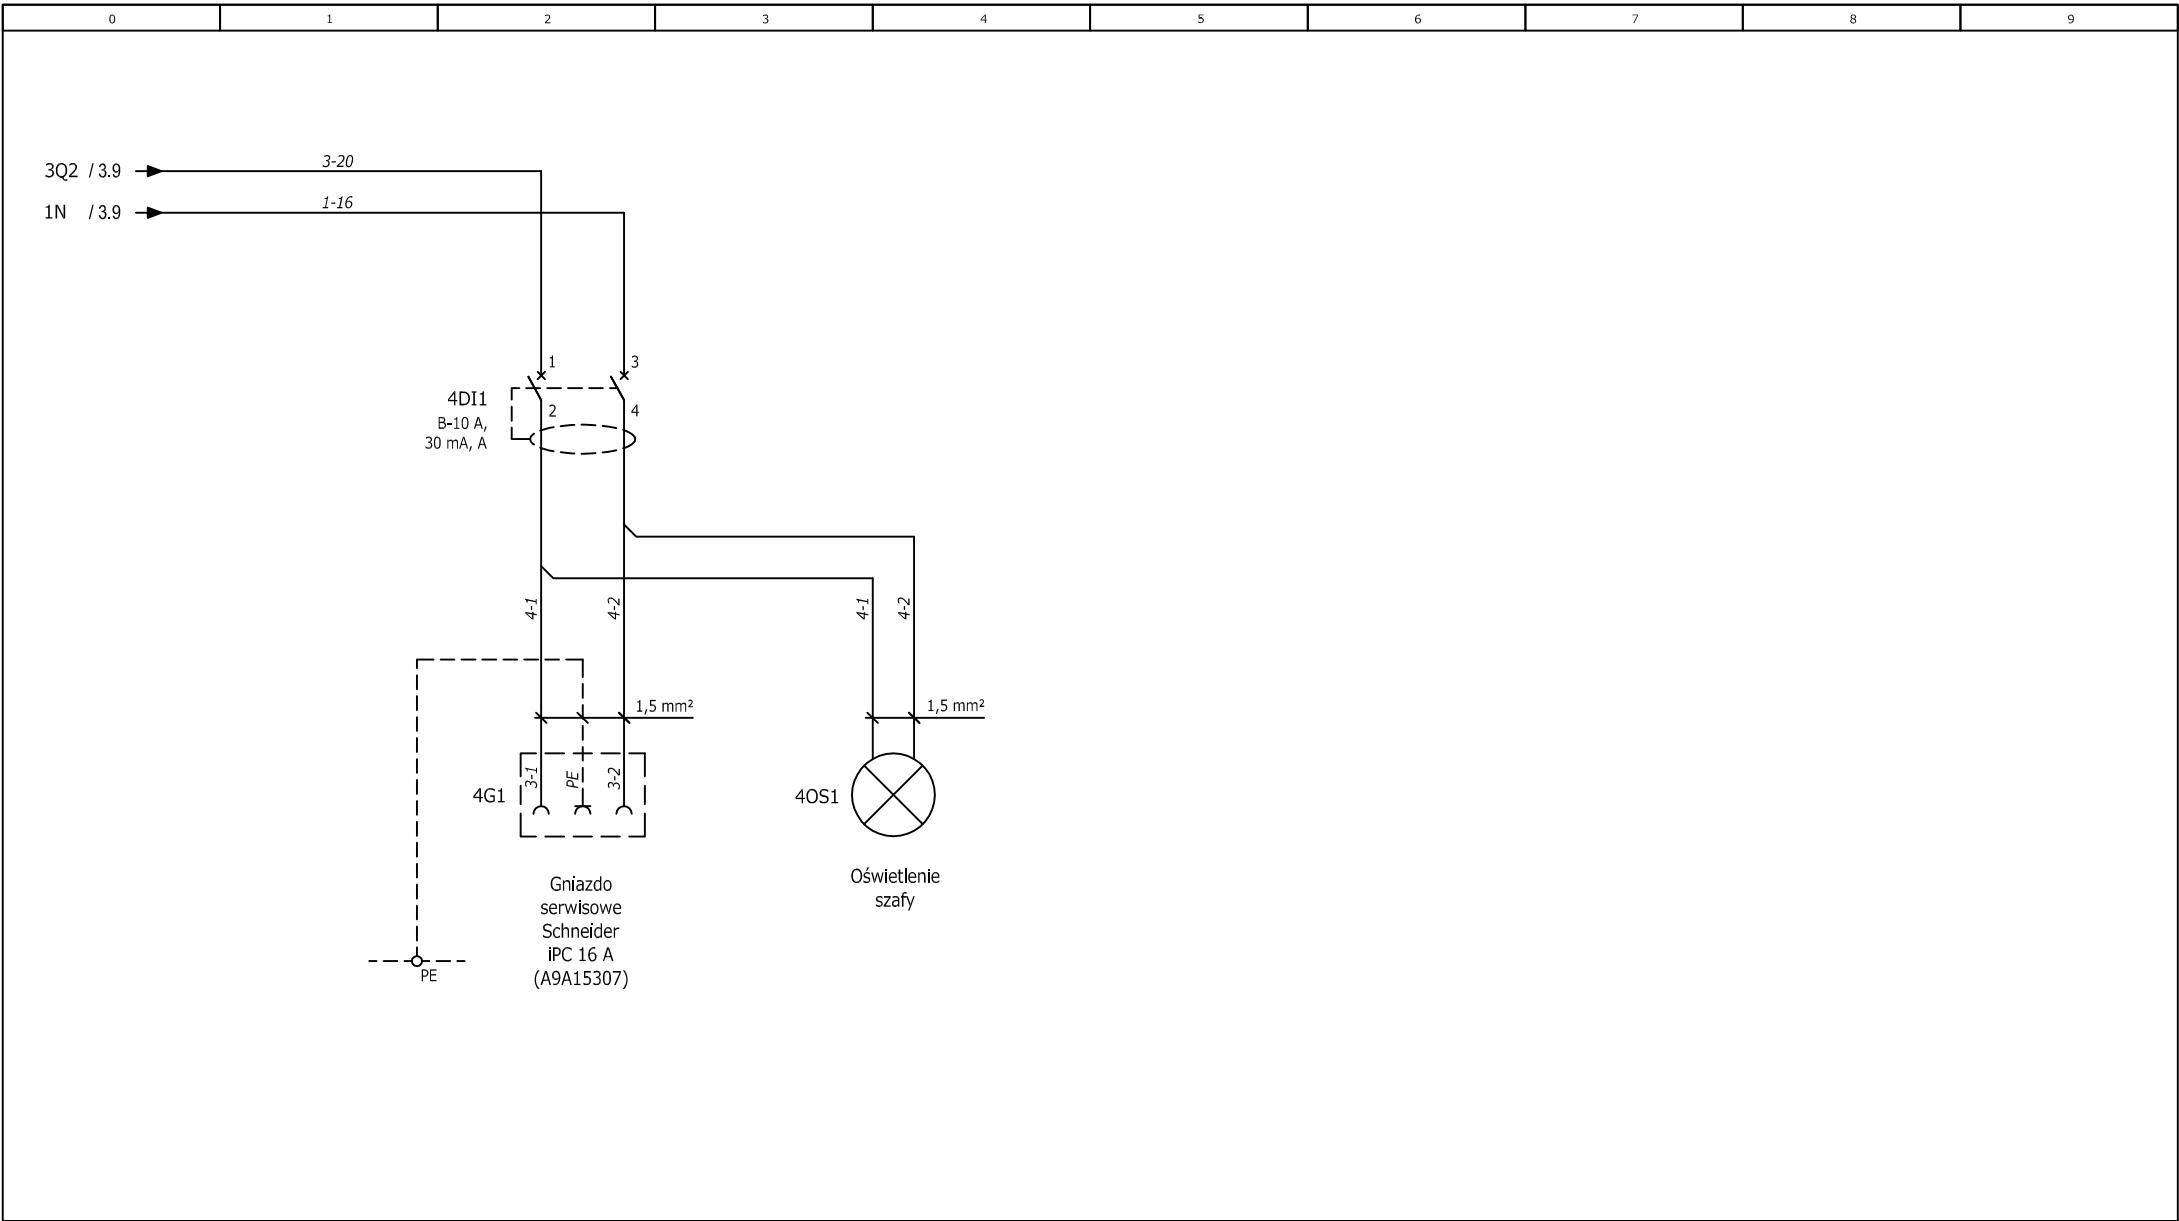 0 1 2 3 4 5 6 7 8 9
3Q2 / 3.9 3-20
1N / 3.9 1-16
1 3
4DI1
2 4
B-10 A,
30 mA, A
4-1 4-2 4-1 4-2
1,5 mm² 1,5 mm²
3-1 PE 3-2
4G1 4OS1
Gniazdo
serwisowe
Schneider
iPC 16 A
(A9A15307)
Oświetlenie
szafy
PE